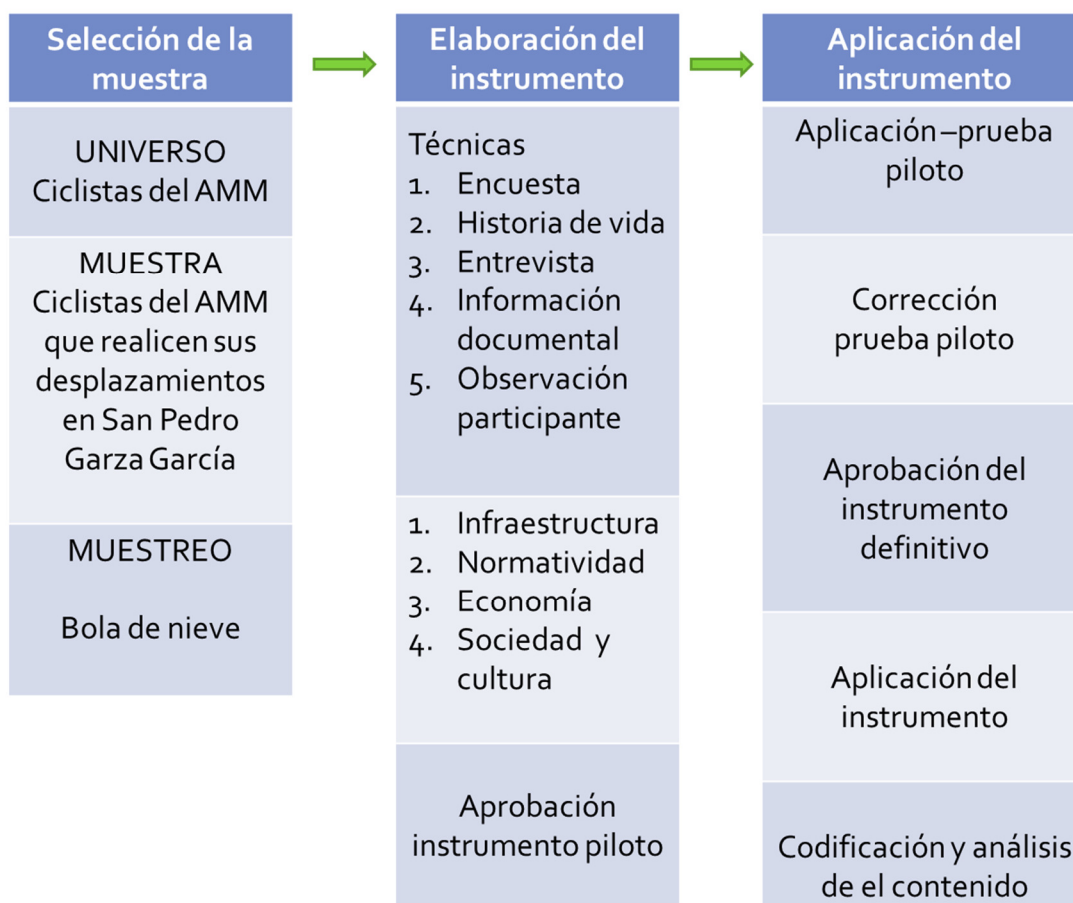 Selección de la
muestra
UNIVERSO
Ciclistas del AMM
MUESTRA
Ciclistas del AMM
que realicen sus
desplazamientos
en San Pedro
Garza García
MUESTREO
Bola de nieve
Elaboración del
instrumento
Técnicas
1. Encuesta
2. Historia de vida
3. Entrevista
4. Información
documental
5. Observación
participante
1. Infraestructura
2. Normatividad
3. Economía
4. Sociedad y
cultura
Aprobación
instrumento piloto
Aplicación del
instrumento
Aplicación –prueba
piloto
Corrección
prueba piloto
Aprobación del
instrumento
definitivo
Aplicación del
instrumento
Codificación y análisis
de el contenido